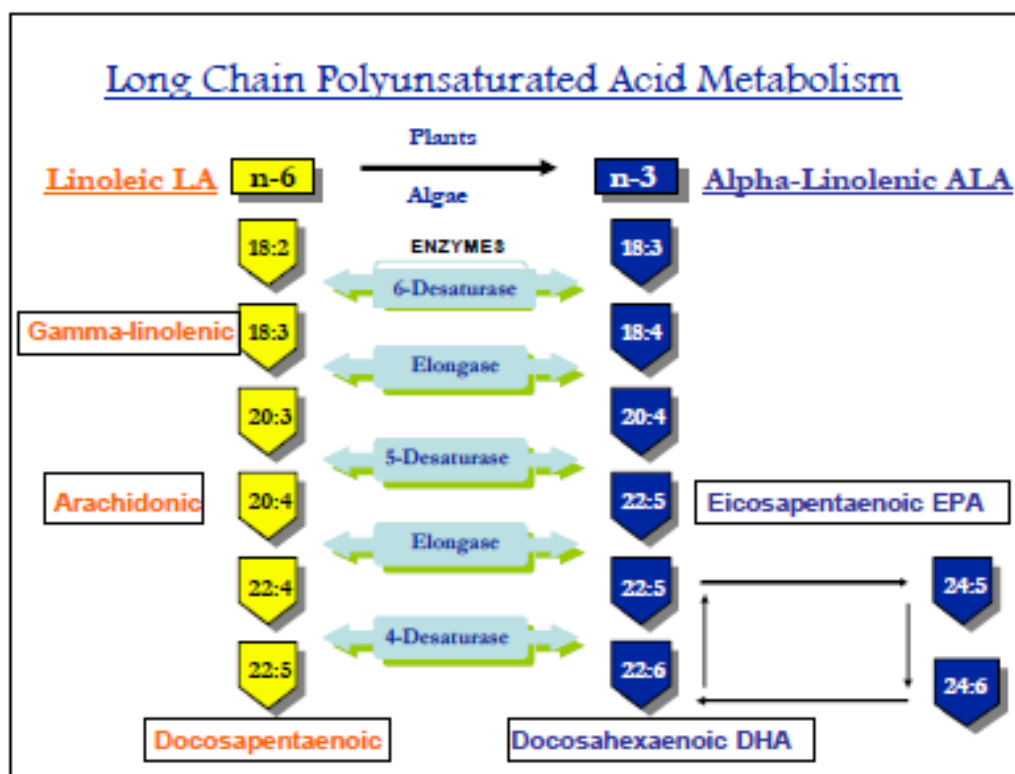 Long Chain Polyunsaturated Acid Metabolism
Plants
Linoleic LA n-6 n-3 Alpha-Linolenic ALA
Algae
18:2 ENZYMES 18:3
6-Desaturase
Gamma-linolenic 18:3 18:4
Elongase
20:3 20:4
5-Desaturase
Arachidonic 20:4 22:5 Eicosapentaenoic EPA
Elongase
22:4 22:5 24:5
4-Desaturase
22:5 22:6 24:6
Docosapentaenoic Docosahexaenoic DHA